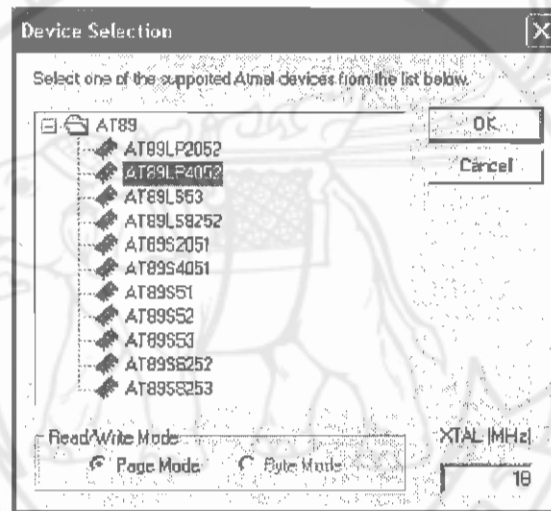 Device Selection
Select one of the supported Atmel devices from the list below.
AT89
AT89LP2052
AT89LP4052
AT89LS53
AT89LS8252
AT89S2051
AT89S4051
AT89S51
AT89S52
AT89S53
AT89S8252
AT89S8253
OK
Cancel
Read/Write Mode
Page Mode
Byte Mode
XTAL (MHz)
18